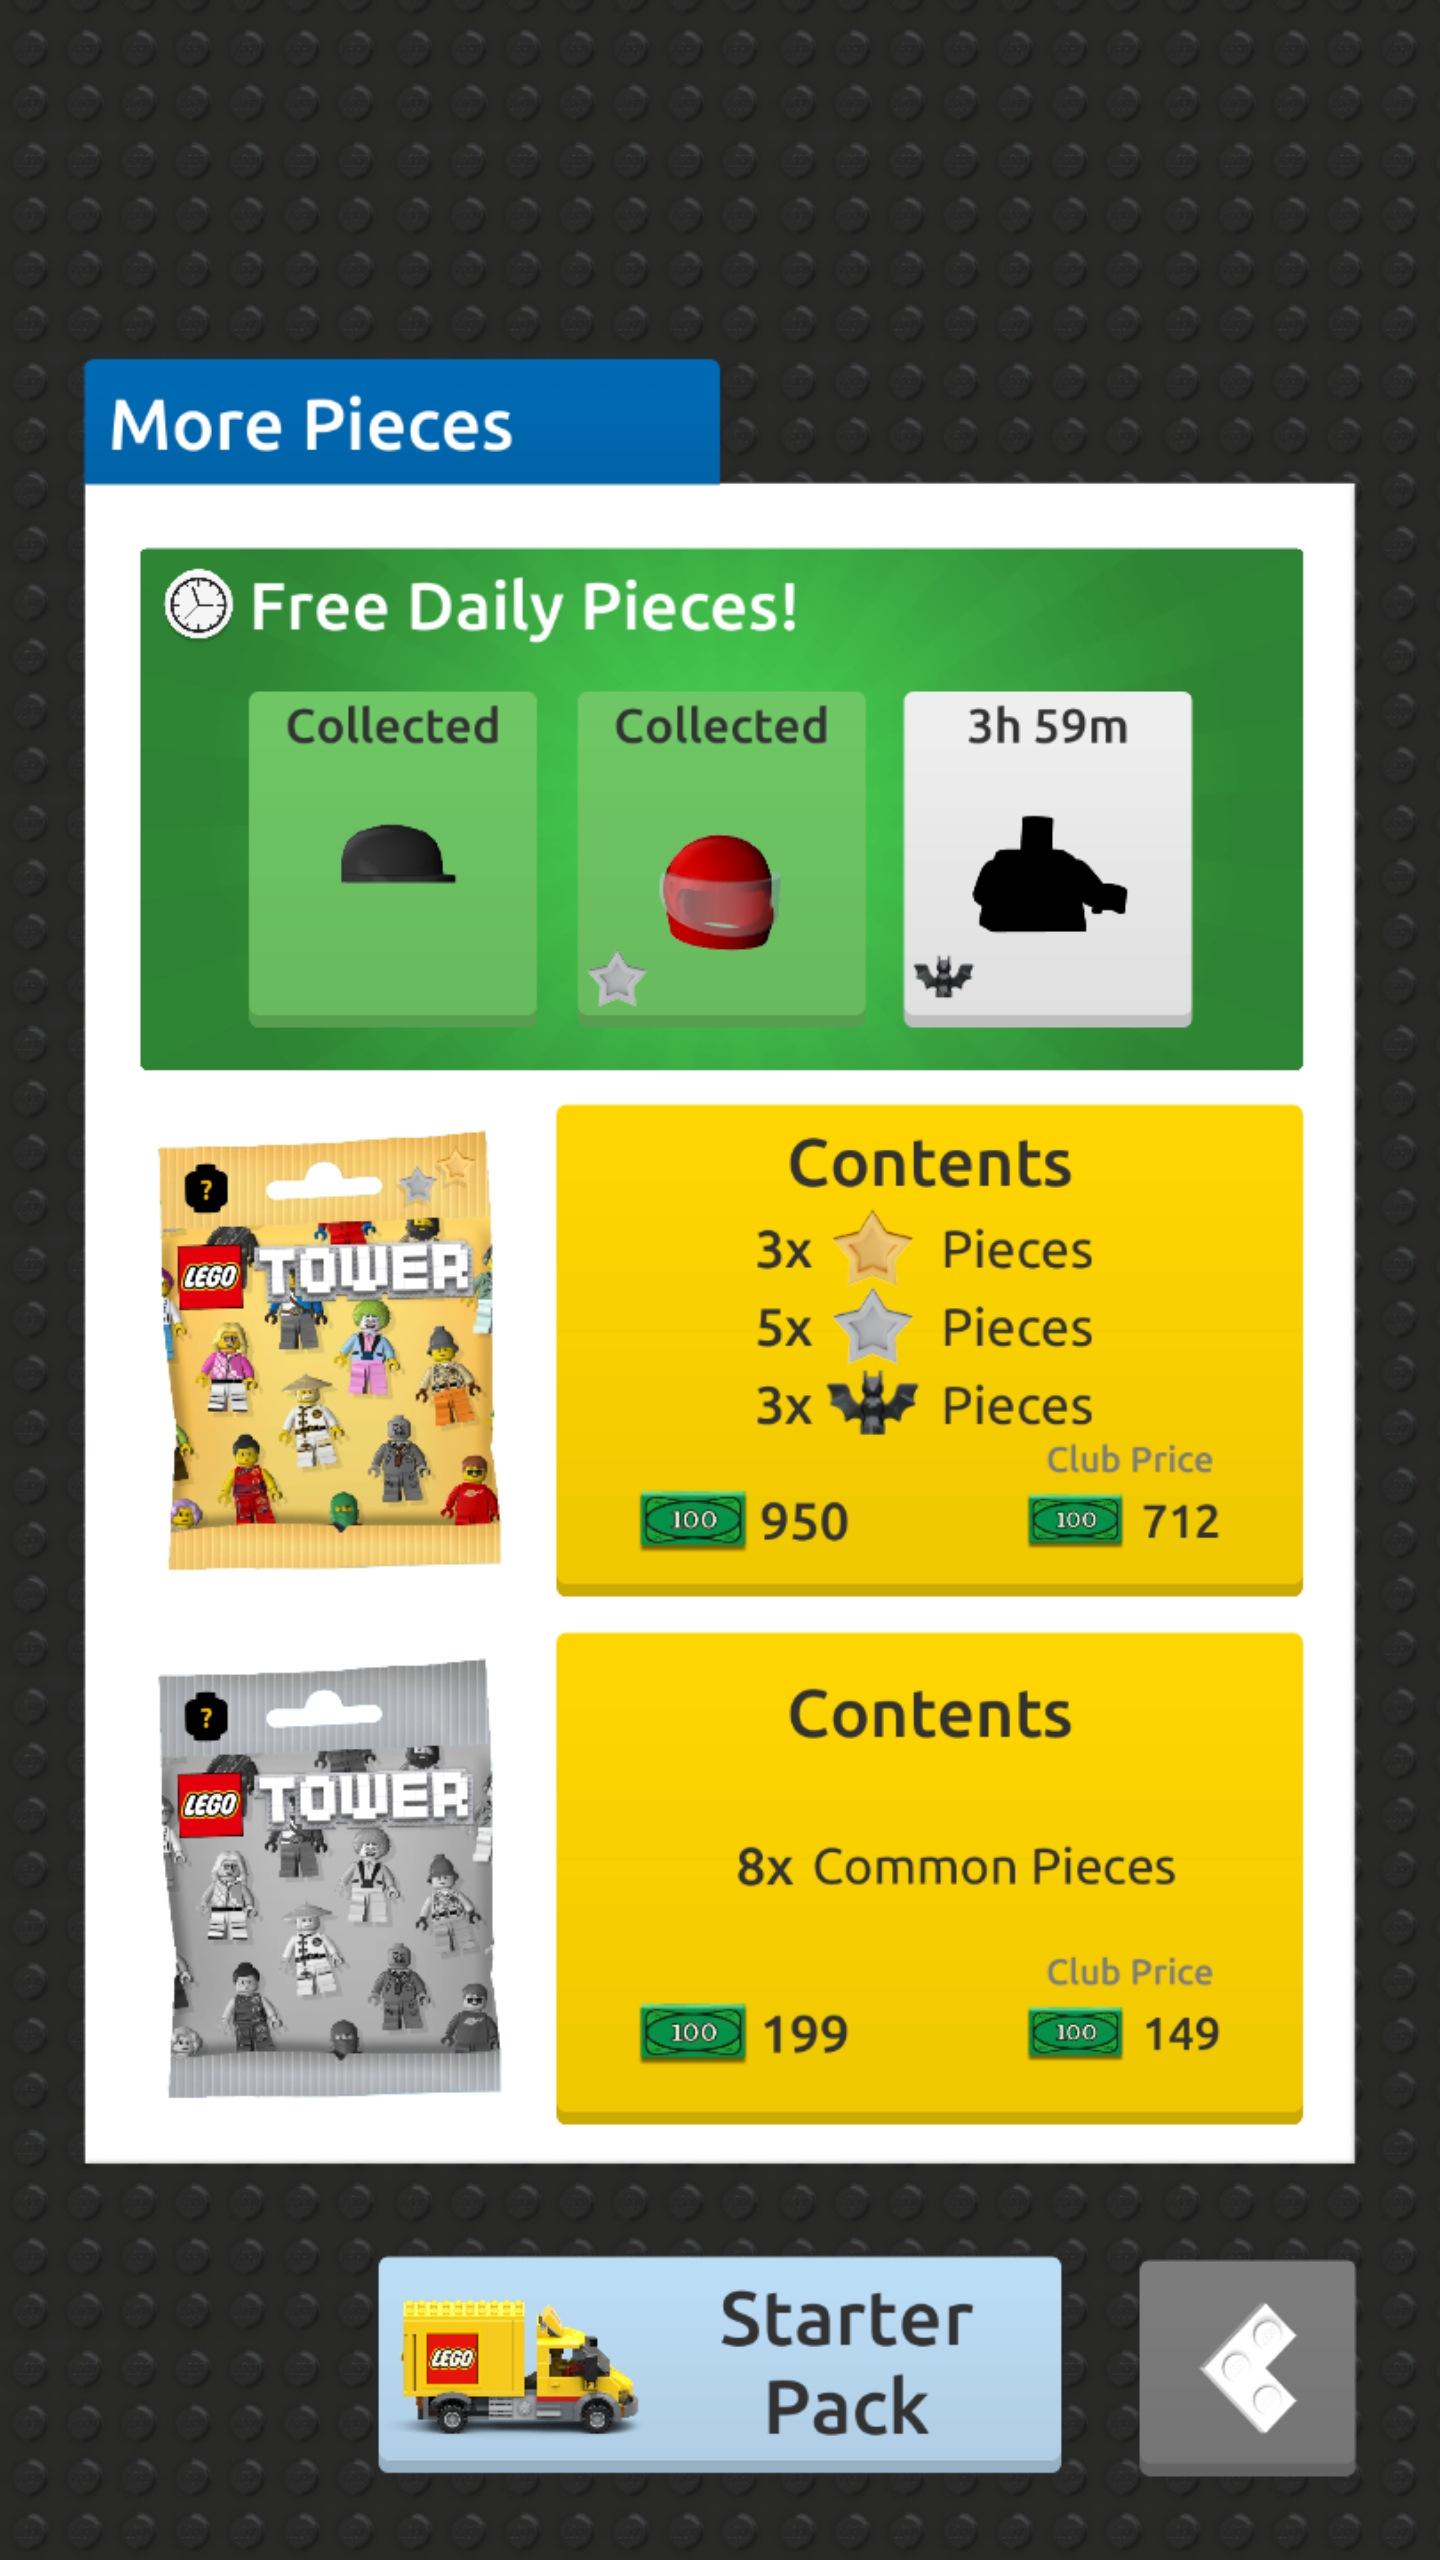 More Pieces
Free Daily Pieces!
Collected
Collected
3h 59m
?
LEGO TOWER
Contents
3x Pieces
5x Pieces
3x Pieces
Club Price
100 950
100 712
?
LEGO TOWER
Contents
8x Common Pieces
Club Price
100 199
100 149
LEGO
Starter
Pack